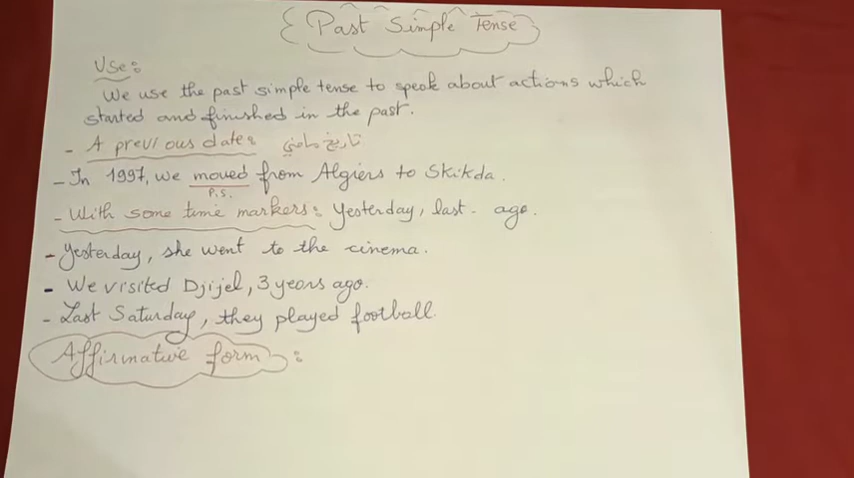 Past Simple Tense
Use:
We use the past simple tense to speak about actions which
started and finished in the past.
- A previous date: تاريخ ماضي
- In 1997, we moved from Algiers to Skikda.
P.S.
- With some time markers: Yesterday, last - ago.
- Yesterday, she went to the cinema.
- We visited Djijel, 3 years ago.
- Last Saturday, they played football.
Affirmative form: